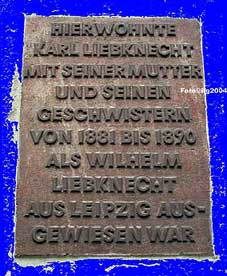 HIER WOHNTE
KARL LIEBKNECHT
MIT SEINER MUTTER
UND SEINEN
GESCHWISTERN
VON 1881 BIS 1890
ALS WILHELM
LIEBKNECHT
AUS LEIPZIG AUS-
GEWIESEN WAR